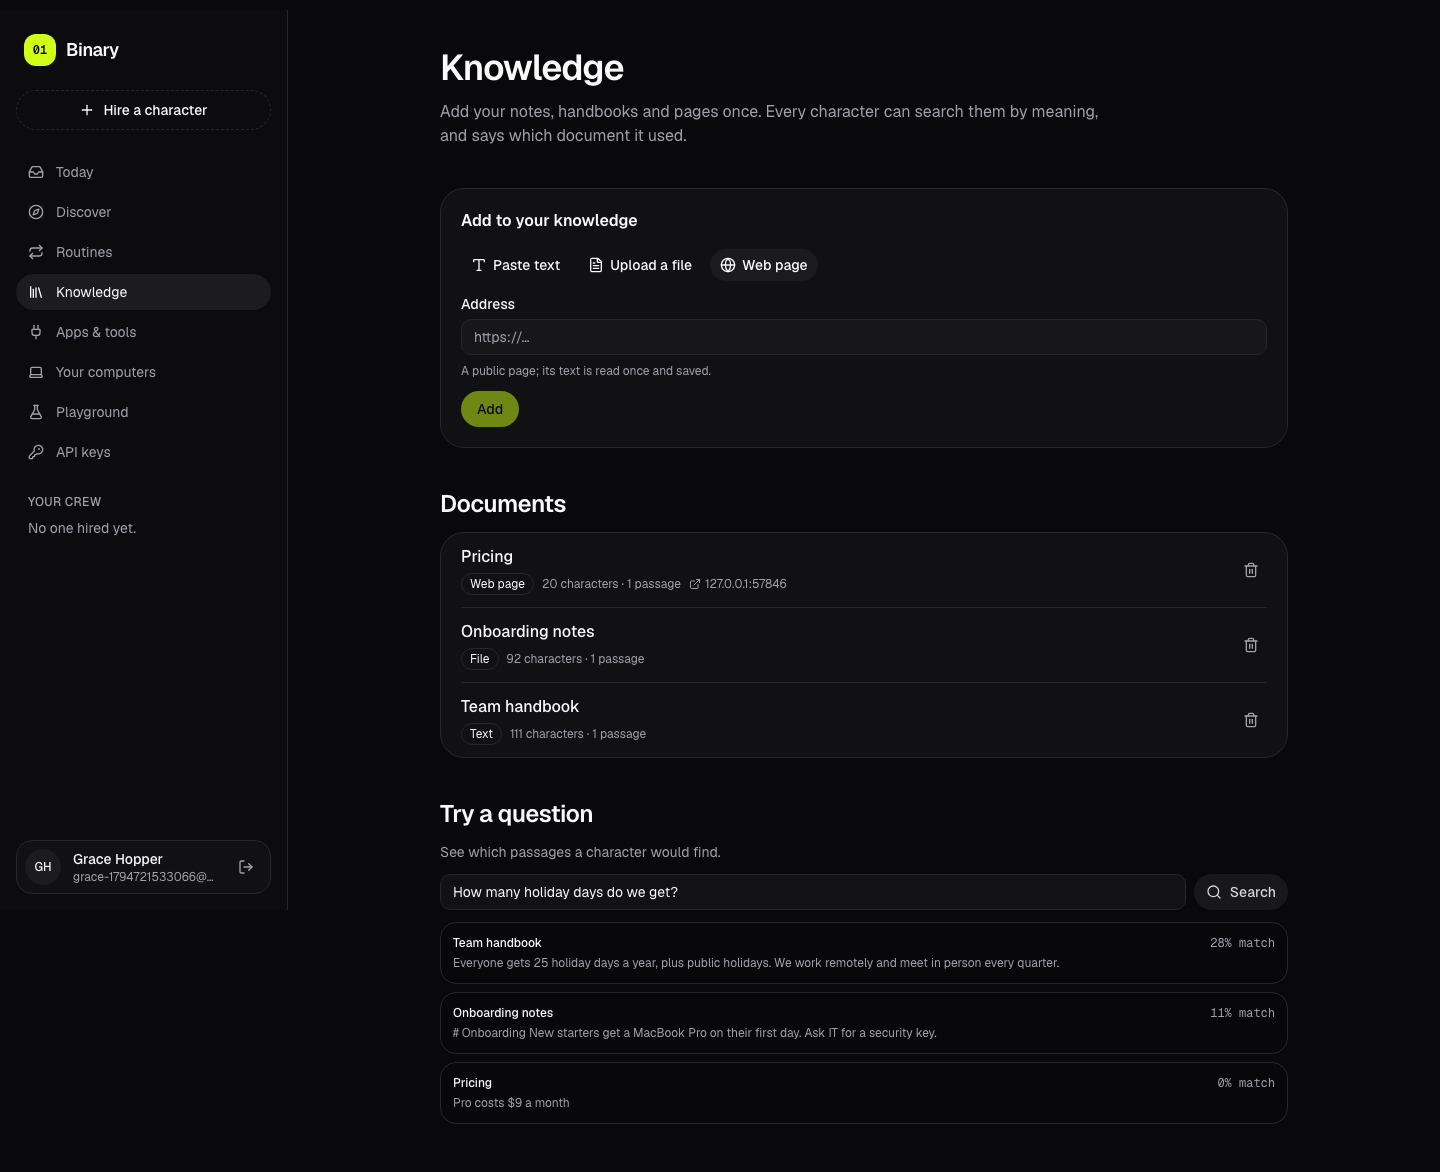 01 Binary
Hire a character
Today
Discover
Routines
Knowledge
Apps & tools
Your computers
Playground
API keys
YOUR CREW
No one hired yet.
GH
Grace Hopper
grace-1794721533066@...
Knowledge
Add your notes, handbooks and pages once. Every character can search them by meaning,
and says which document it used.
Add to your knowledge
Paste text Upload a file Web page
Address
https://...
A public page; its text is read once and saved.
Add
Documents
Pricing
Web page 20 characters · 1 passage 127.0.0.1:57846
Onboarding notes
File 92 characters · 1 passage
Team handbook
Text 111 characters · 1 passage
Try a question
See which passages a character would find.
How many holiday days do we get? Search
Team handbook 28% match
Everyone gets 25 holiday days a year, plus public holidays. We work remotely and meet in person every quarter.
Onboarding notes 11% match
# Onboarding New starters get a MacBook Pro on their first day. Ask IT for a security key.
Pricing 0% match
Pro costs $9 a month